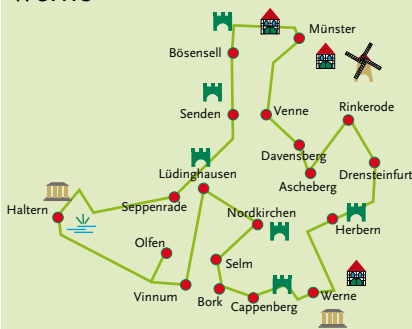 Werne
Münster
Bösensell
Rinkerode
Senden
Venne
Davensberg
Lüdinghausen
Drensteinfurt
Ascheberg
Haltern
Seppenrade
Nordkirchen
Herbern
Olfen
Selm
Vinnum
Bork
Cappenberg
Werne